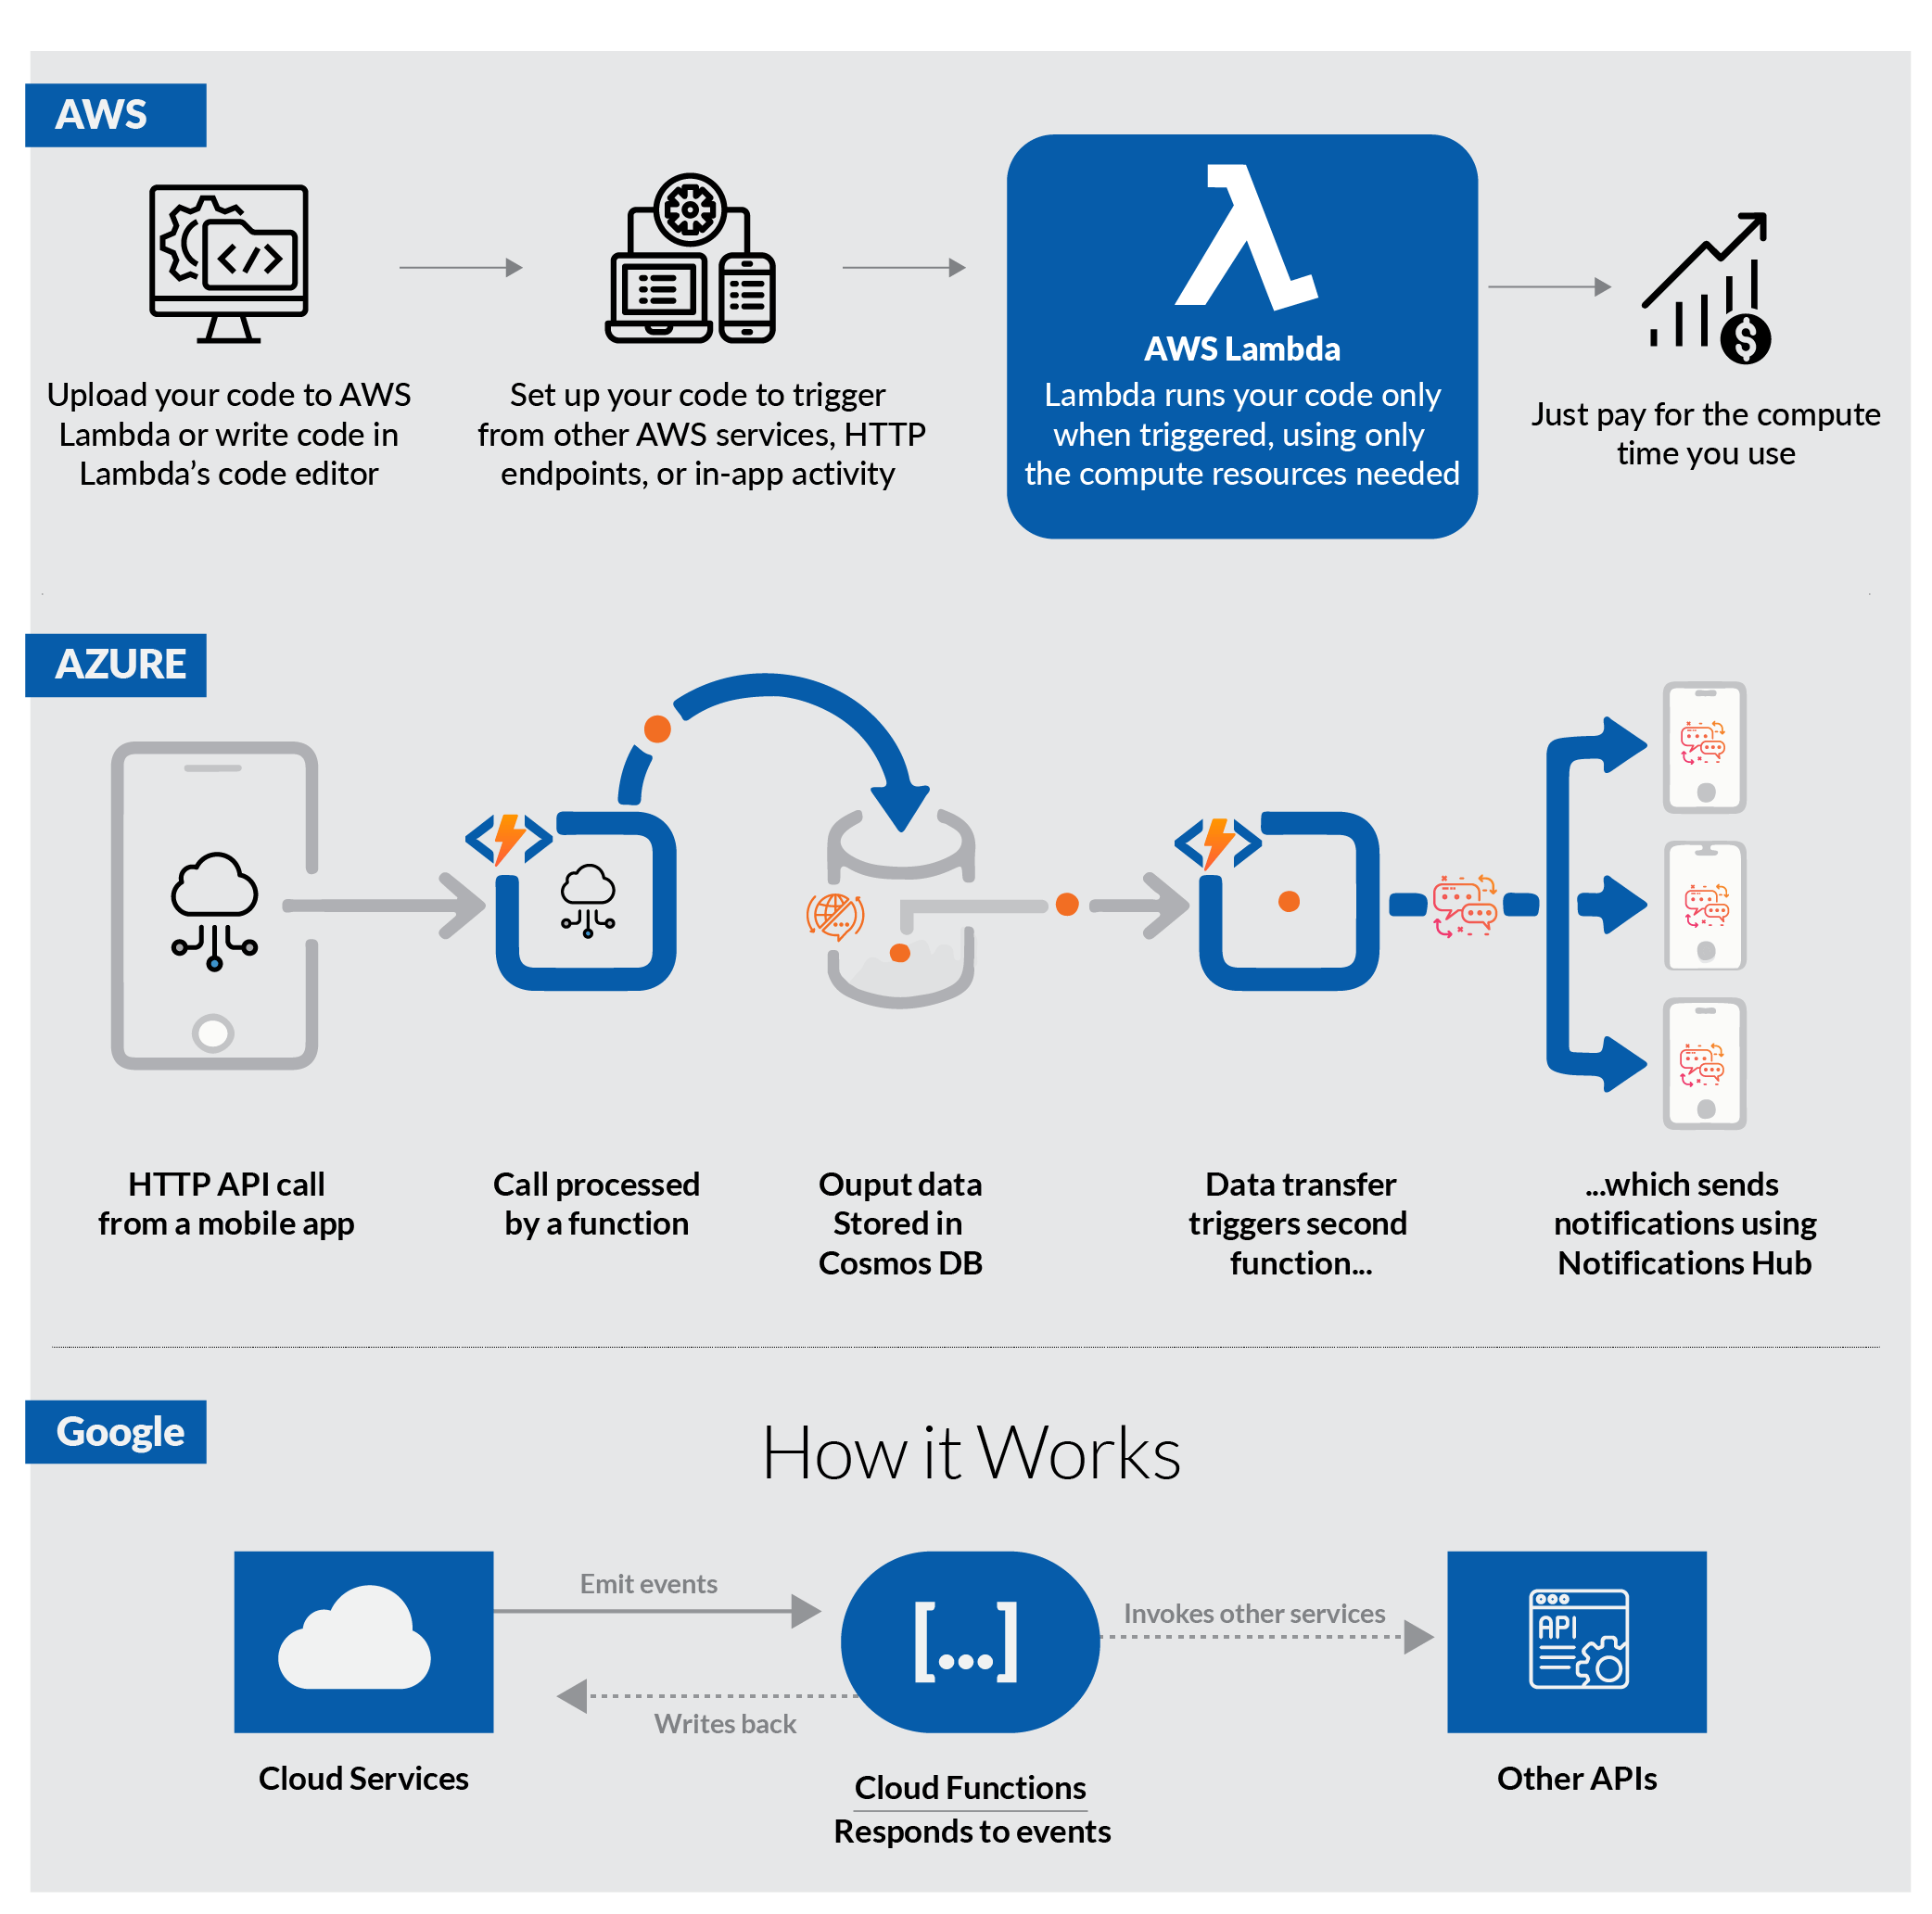 AWS
Upload your code to AWS
Lambda or write code in
Lambda’s code editor
Set up your code to trigger
from other AWS services, HTTP
endpoints, or in-app activity
AWS Lambda
Lambda runs your code only
when triggered, using only
the compute resources needed
Just pay for the compute
time you use
AZURE
HTTP API call
from a mobile app
Call processed
by a function
Ouput data
Stored in
Cosmos DB
Data transfer
triggers second
function...
...which sends
notifications using
Notifications Hub
Google
How it Works
Emit events
Writes back
[...]
Invokes other services
API
Cloud Services
Cloud Functions
Responds to events
Other APIs